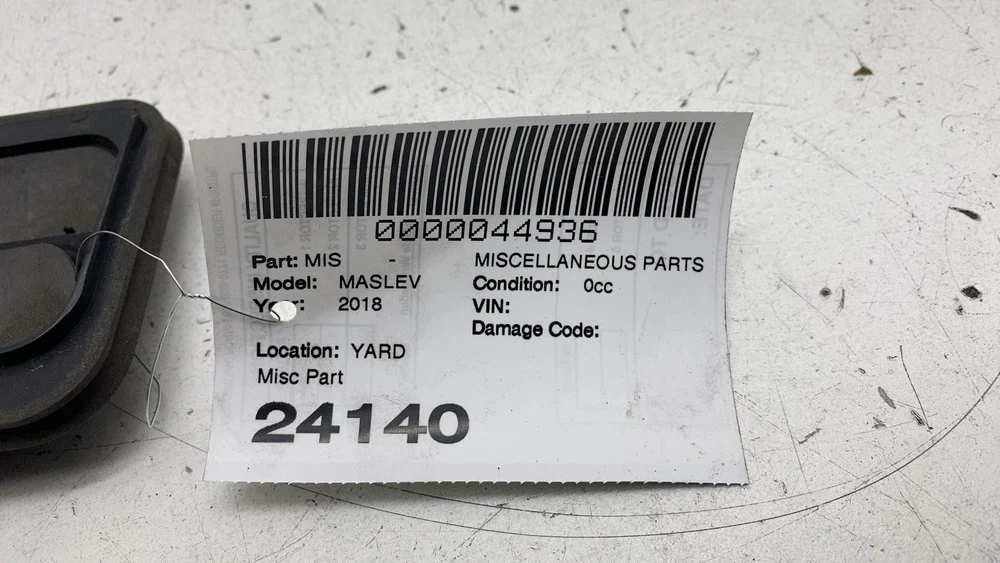 0000044936
Part: MIS - MISCELLANEOUS PARTS
Model: MASLEV Condition: 0cc
Year: 2018 VIN:
Damage Code:
Location: YARD
Misc Part
24140